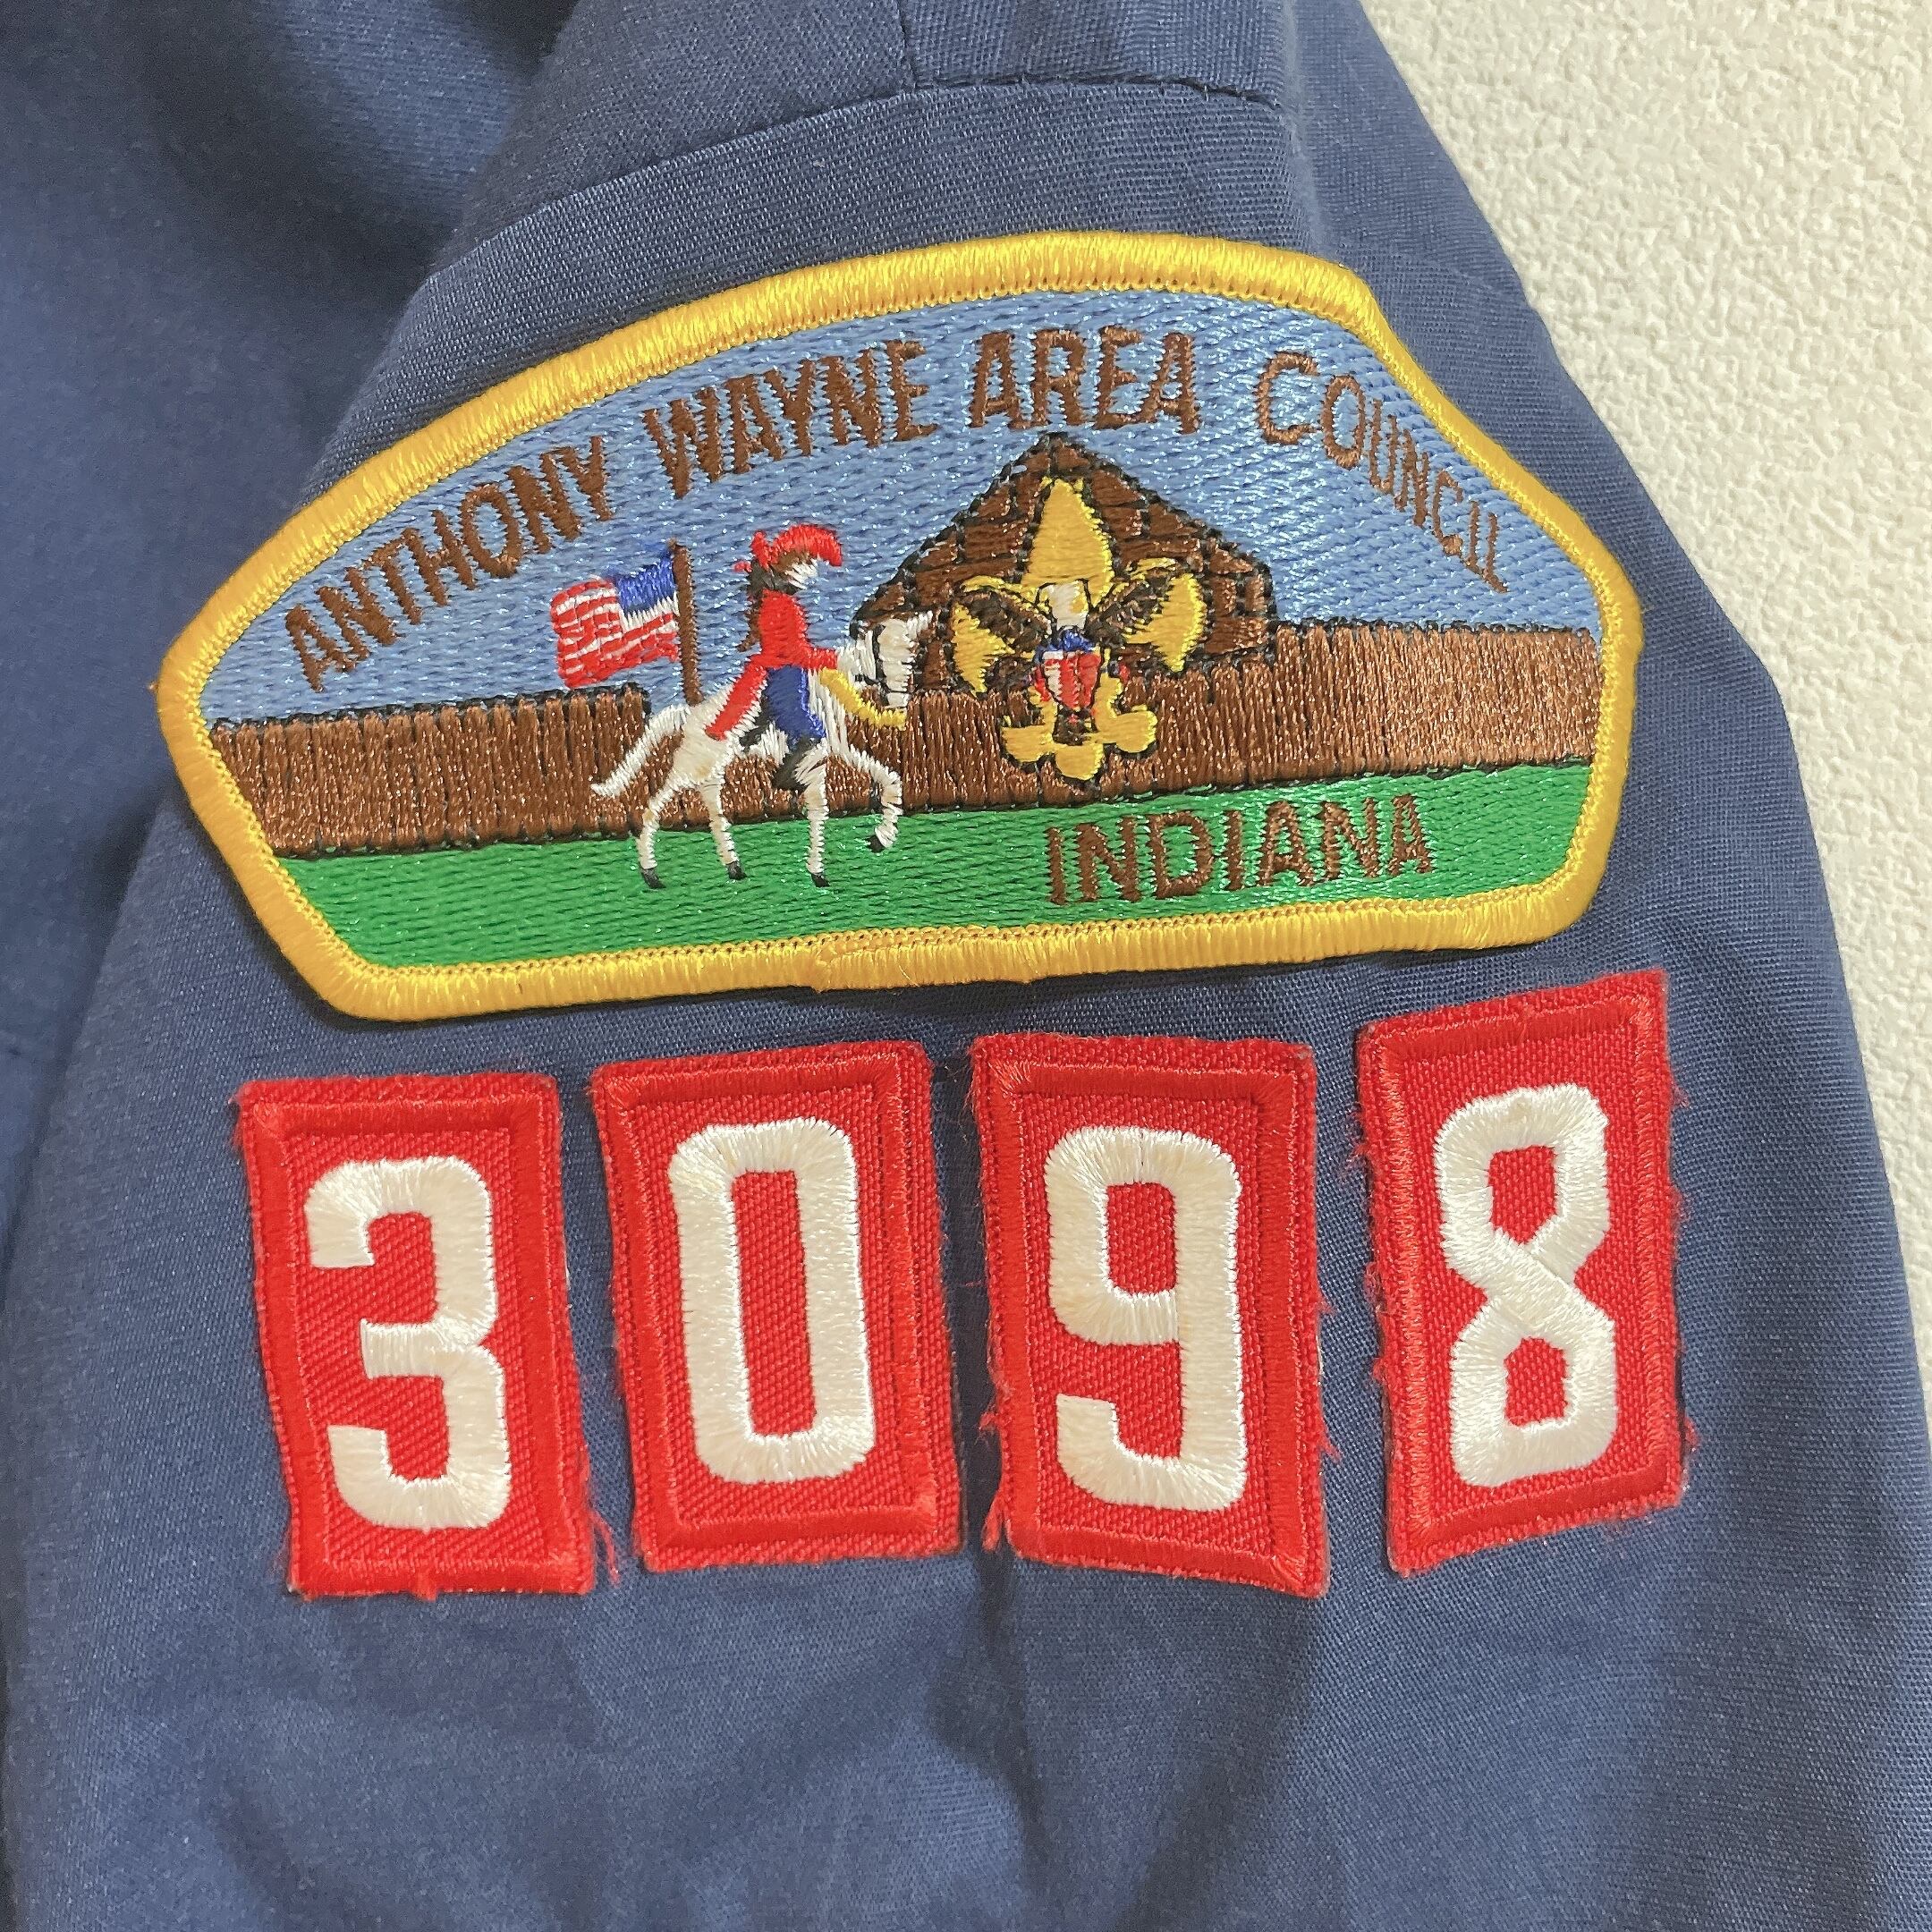 ANTHONY WAYNE AREA COUNCIL
INDIANA
3098